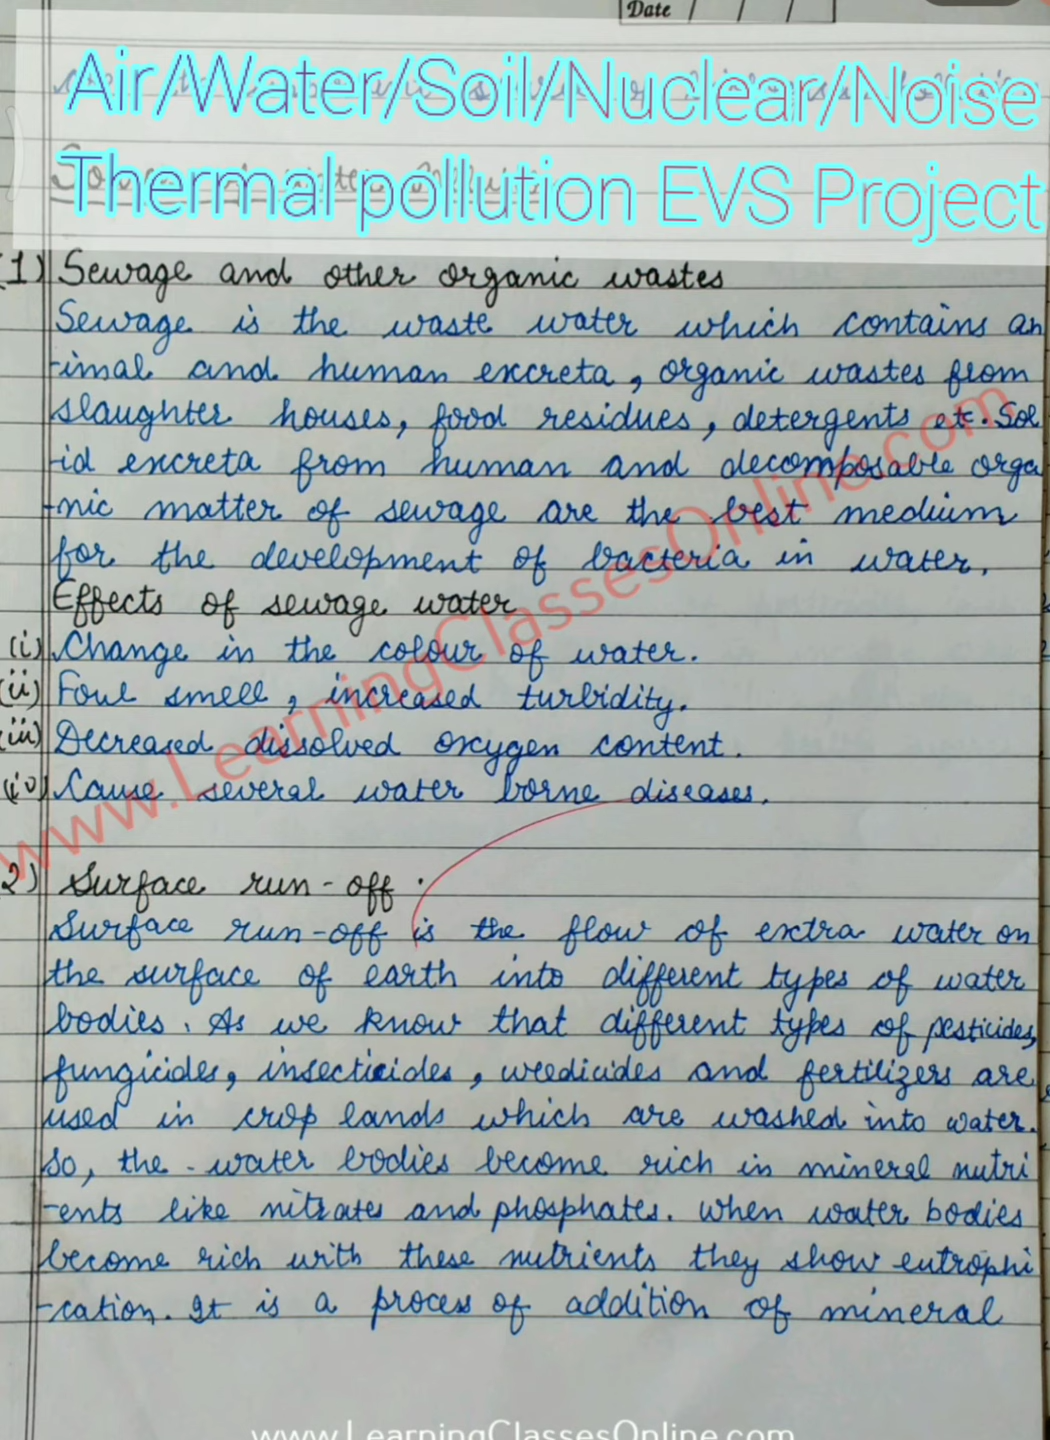 Date / / /
Air/Water/Soil/Nuclear/Noise
Thermal pollution EVS Project
1) Sewage and other organic wastes
Sewage is the waste water which contains an
-imal and human excreta, organic wastes from
slaughter houses, food residues, detergents etc. Sol
-id excreta from human and decomposable orga
-nic matter of sewage are the best medium
for the development of bacteria in water.
Effects of sewage water
(i) Change in the colour of water.
(ii) Foul smell, increased turbidity.
(iii) Decreased dissolved oxygen content.
(iv) Cause several water borne diseases.
www.LearningClassesOnline.com
2) Surface run-off.
Surface run-off is the flow of extra water on
the surface of earth into different types of water
bodies. As we know that different types of pesticides,
fungicides, insecticides, weedicides and fertilizers are
used in crop lands which are washed into water.
So, the water bodies become rich in mineral nutri
-ents like nitrates and phosphates. When water bodies
become rich with these nutrients they show eutrophi
-cation. It is a process of addition of mineral
www.LearningClassesOnline.com